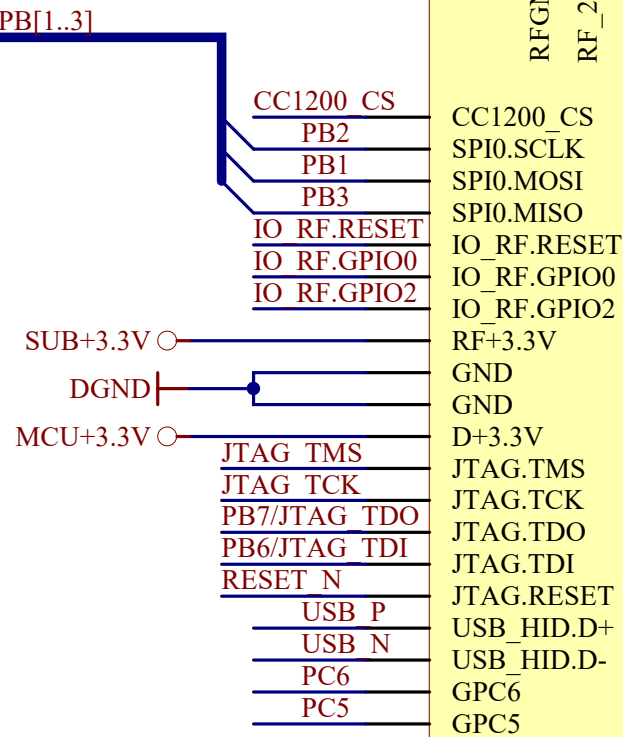 PB[1..3]
RFGN
RF_2
CC1200_CS CC1200_CS
PB2 SPI0.SCLK
PB1 SPI0.MOSI
PB3 SPI0.MISO
IO_RF.RESET IO_RF.RESET
IO_RF.GPIO0 IO_RF.GPIO0
IO_RF.GPIO2 IO_RF.GPIO2
SUB+3.3V RF+3.3V
GND
DGND
GND
MCU+3.3V D+3.3V
JTAG_TMS JTAG.TMS
JTAG_TCK JTAG.TCK
PB7/JTAG_TDO JTAG.TDO
PB6/JTAG_TDI JTAG.TDI
RESET_N JTAG.RESET
USB_P USB_HID.D+
USB_N USB_HID.D-
PC6 GPC6
PC5 GPC5